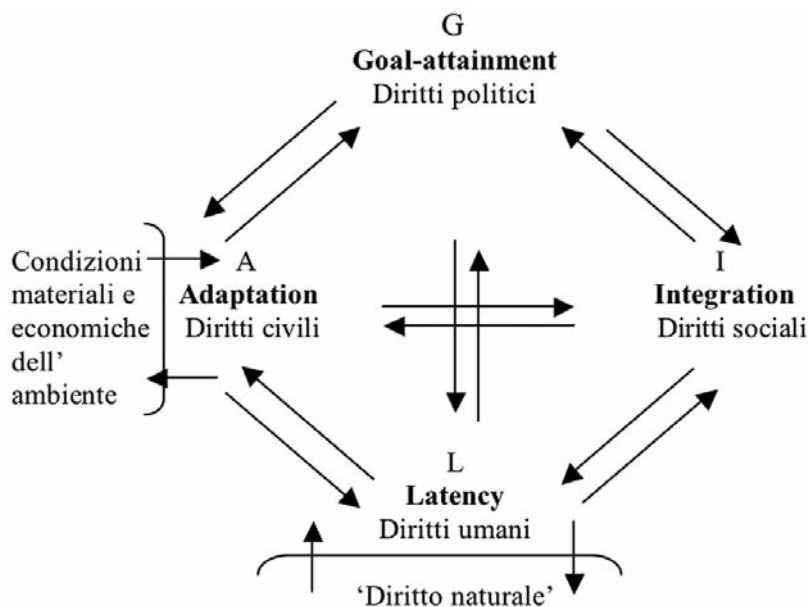 G
Goal-attainment
Diritti politici
Condizioni
materiali e
economiche
dell’
ambiente
A
Adaptation
Diritti civili
I
Integration
Diritti sociali
L
Latency
Diritti umani
‘Diritto naturale’